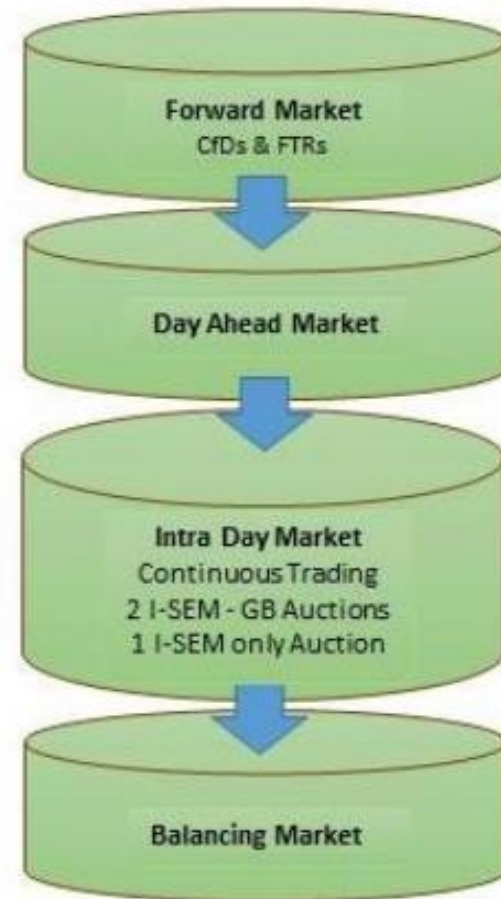 Forward Market
CfDs & FTRs
Day Ahead Market
Intra Day Market
Continuous Trading
2 I-SEM - GB Auctions
1 I-SEM only Auction
Balancing Market